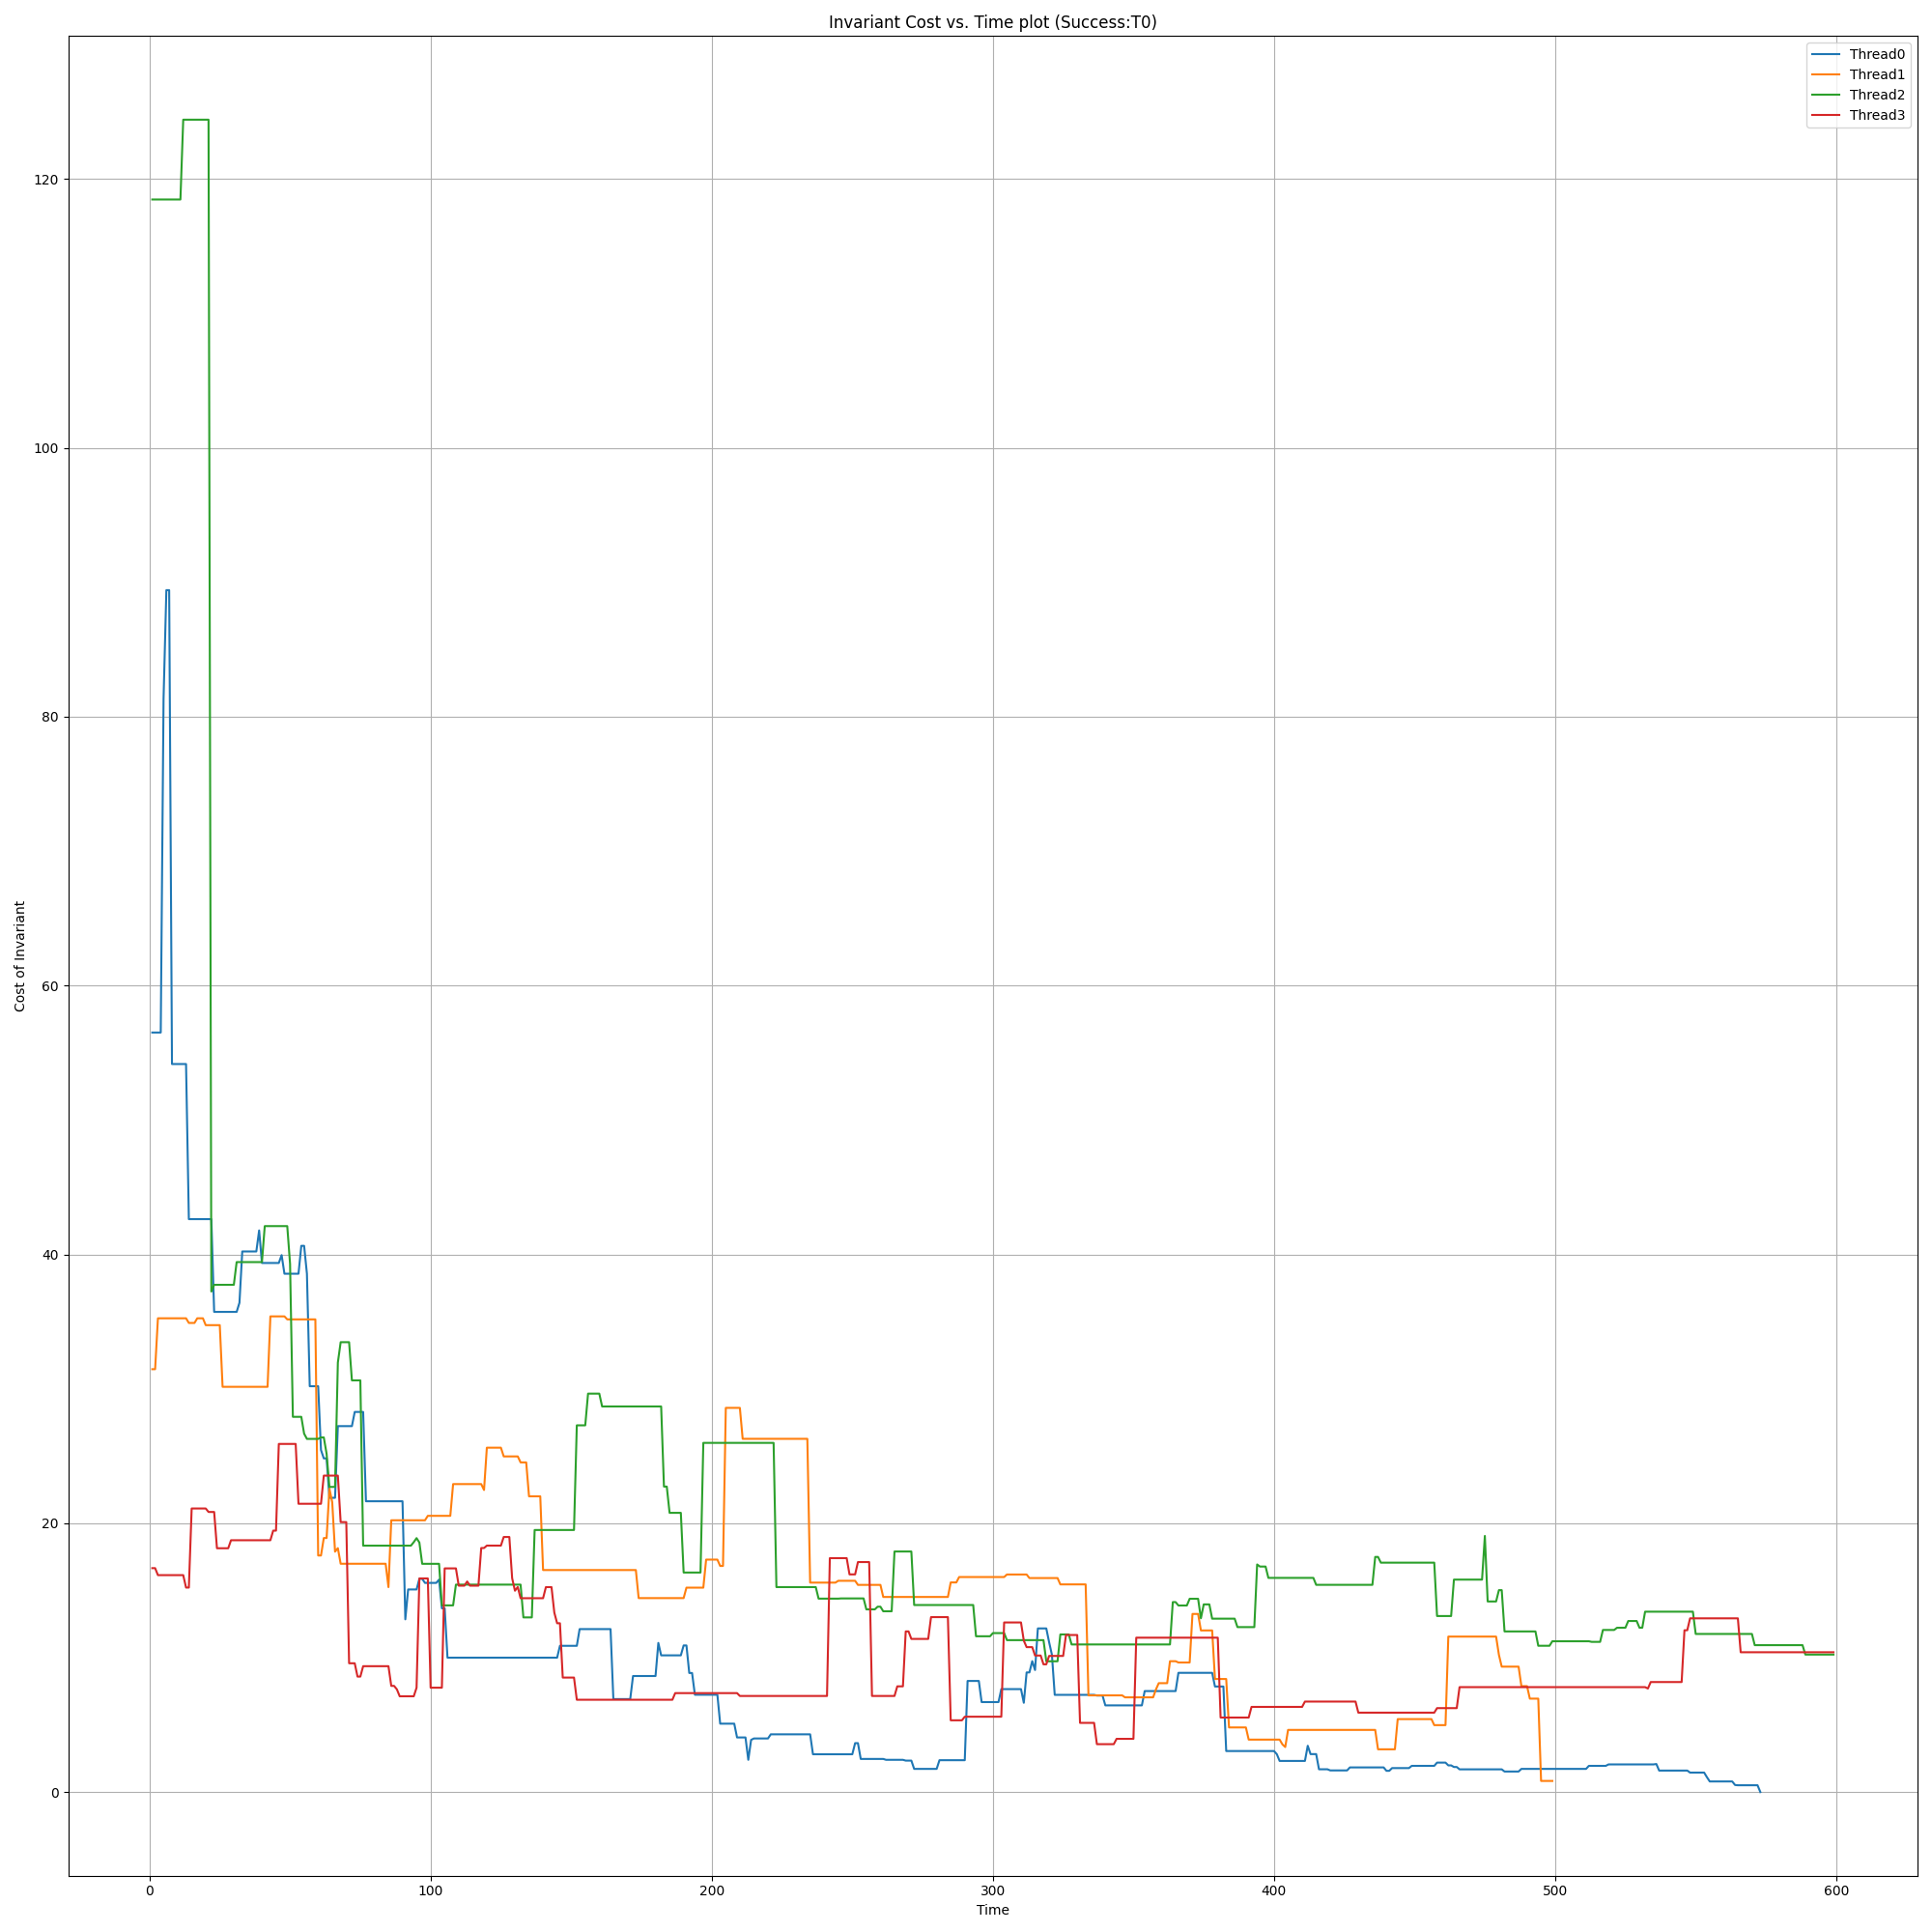 Invariant Cost vs. Time plot (Success:T0)
Thread0
Thread1
Thread2
Thread3
120
100
80
60
40
20
0
Cost of Invariant
0 100 200 300 400 500 600
Time